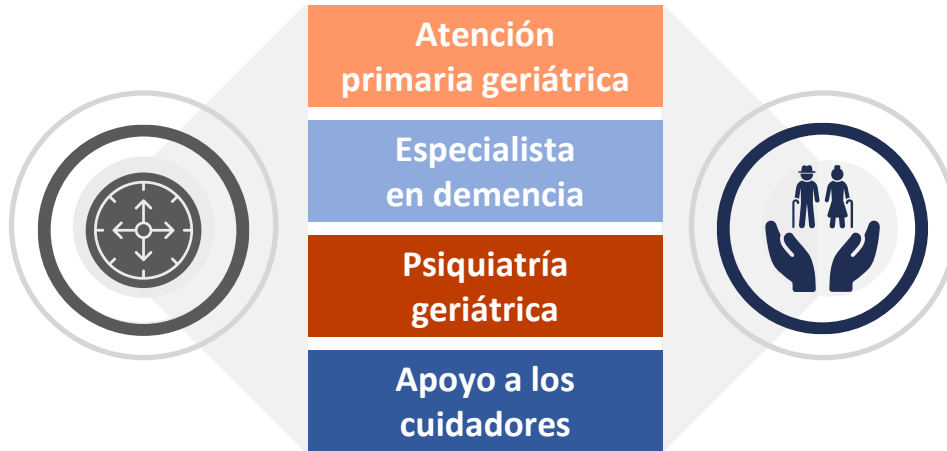 Atención
primaria geriátrica
Especialista
en demencia
Psiquiatría
geriátrica
Apoyo a los
cuidadores